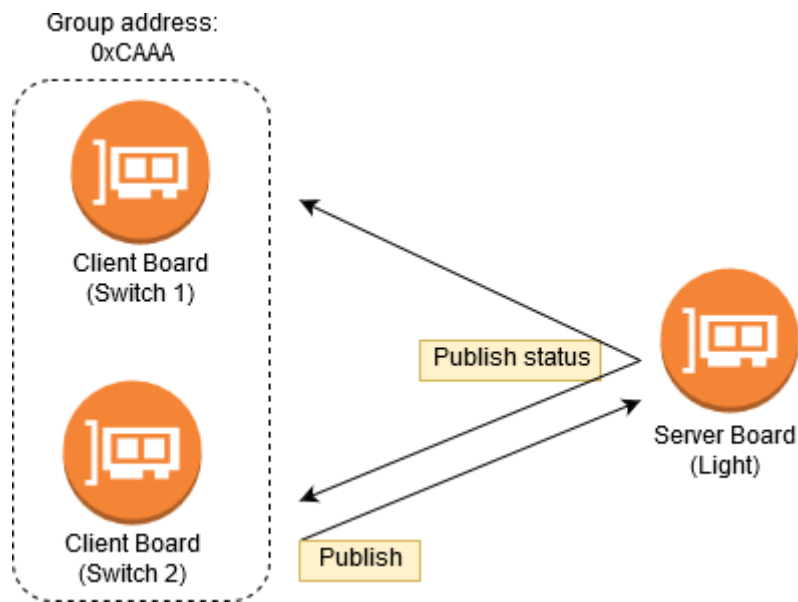 Group address:
0xCAAA
Client Board
(Switch 1)
Publish status
Server Board
(Light)
Client Board
(Switch 2)
Publish